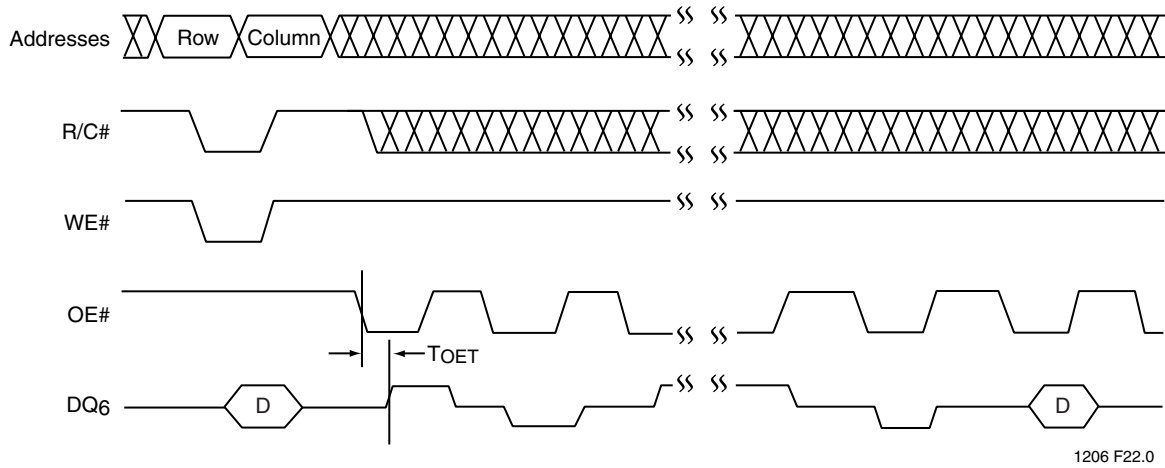 Addresses Row Column
R/C#
WE#
OE#
TOET
DQ6 D D
1206 F22.0